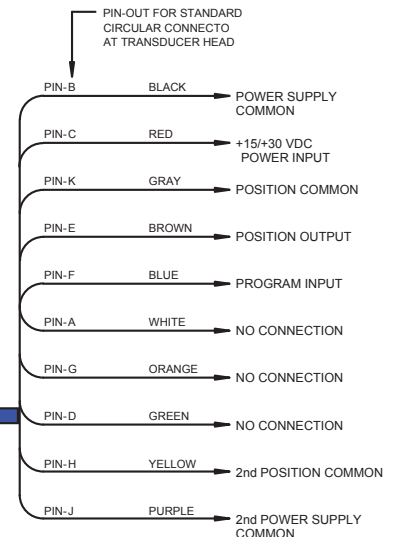 PIN-OUT FOR STANDARD
CIRCULAR CONNECTO
AT TRANSDUCER HEAD
PIN-B BLACK POWER SUPPLY
COMMON
PIN-C RED +15/+30 VDC
POWER INPUT
PIN-K GRAY POSITION COMMON
PIN-E BROWN POSITION OUTPUT
PIN-F BLUE PROGRAM INPUT
PIN-A WHITE NO CONNECTION
PIN-G ORANGE NO CONNECTION
PIN-D GREEN NO CONNECTION
PIN-H YELLOW 2nd POSITION COMMON
PIN-J PURPLE 2nd POWER SUPPLY
COMMON